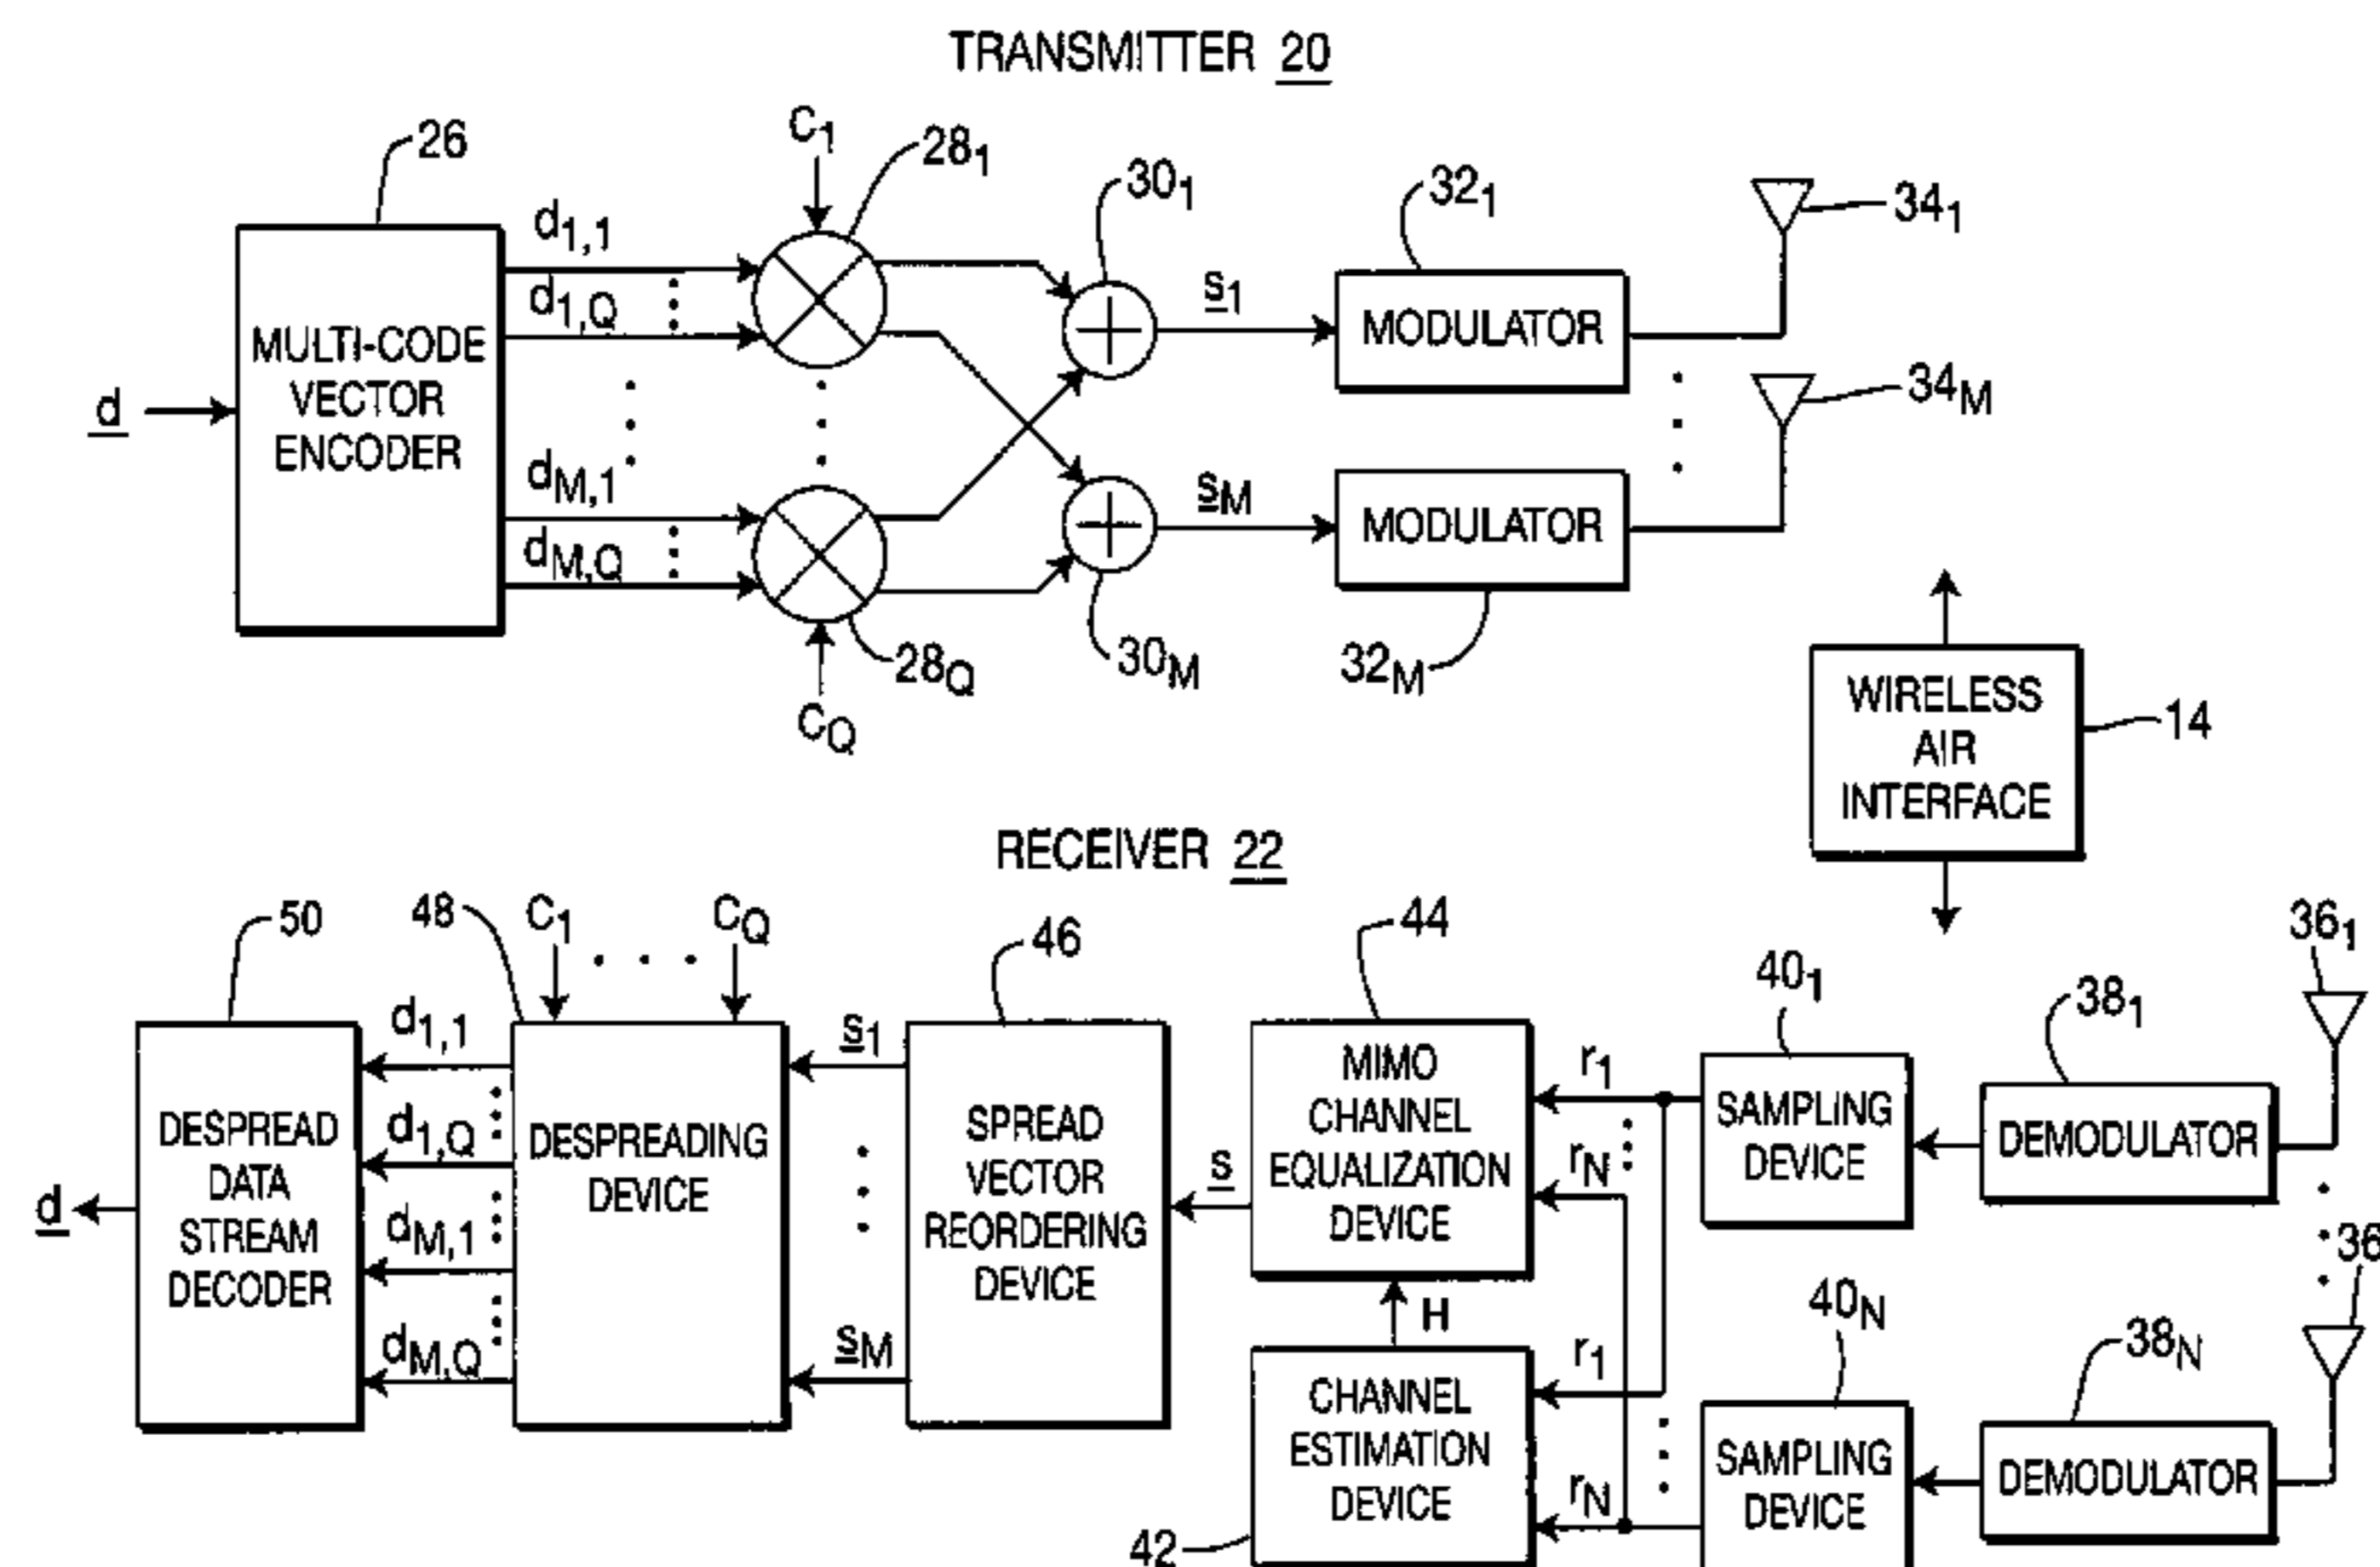 TRANSMITTER 20
26
C1
281
301
321
341
d1,1
d1,Q
MULTI-CODE
VECTOR
ENCODER
d
s1
MODULATOR
34M
dM,1
dM,Q
sM
MODULATOR
28Q
CQ
30M
32M
WIRELESS
AIR
INTERFACE
14
RECEIVER 22
50
48
C1
CQ
46
44
401
381
361
d1,1
d1,Q
dM,1
dM,Q
DESPREAD
DATA
STREAM
DECODER
d
DESPREADING
DEVICE
s1
sM
SPREAD
VECTOR
REORDERING
DEVICE
s
MIMO
CHANNEL
EQUALIZATION
DEVICE
r1
rN
SAMPLING
DEVICE
DEMODULATOR
36
H
CHANNEL
ESTIMATION
DEVICE
42
r1
rN
40N
SAMPLING
DEVICE
38N
DEMODULATOR